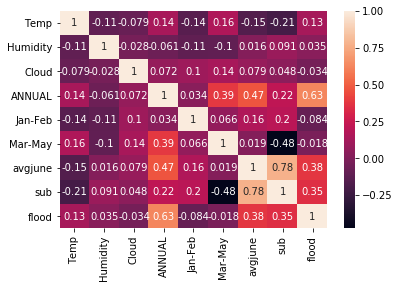 Temp 1 -0.11 -0.079 0.14 -0.14 0.16 -0.15 -0.21 0.13
Humidity -0.11 1 -0.028 -0.061 -0.11 -0.1 0.016 0.091 0.035
Cloud -0.079 -0.028 1 0.072 0.1 0.14 0.079 0.048 -0.034
ANNUAL 0.14 -0.061 0.072 1 0.034 0.39 0.47 0.22 0.63
Jan-Feb -0.14 -0.11 0.1 0.034 1 0.066 0.16 0.2 -0.084
Mar-May 0.16 -0.1 0.14 0.39 0.066 1 0.019 -0.48 -0.018
avgjune -0.15 0.016 0.079 0.47 0.16 0.019 1 0.78 0.38
sub -0.21 0.091 0.048 0.22 0.2 -0.48 0.78 1 0.35
flood 0.13 0.035 -0.034 0.63 -0.084 -0.018 0.38 0.35 1
Temp Humidity Cloud ANNUAL Jan-Feb Mar-May avgjune sub flood
1.00
0.75
0.50
0.25
0.00
−0.25